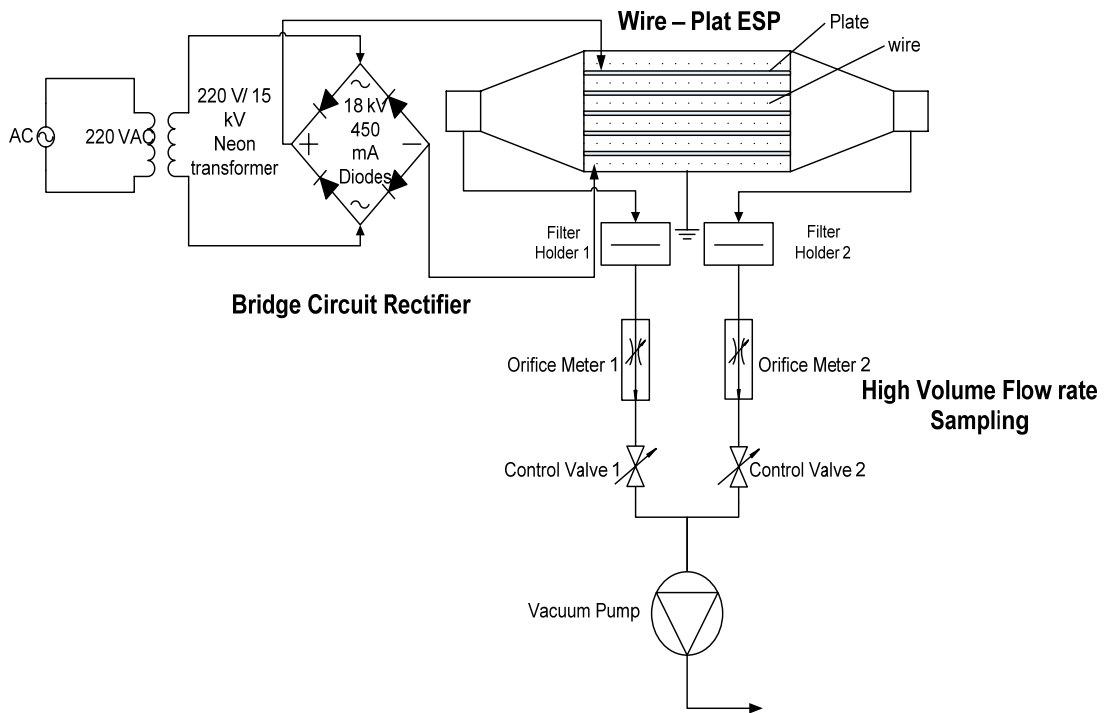 Wire – Plat ESP
Plate
wire
AC
220 VAC
220 V/ 15
kV
Neon
transformer
18 kV
450
mA
Diodes
Filter
Holder 1
Filter
Holder 2
Bridge Circuit Rectifier
Orifice Meter 1
Orifice Meter 2
High Volume Flow rate
Sampling
Control Valve 1
Control Valve 2
Vacuum Pump